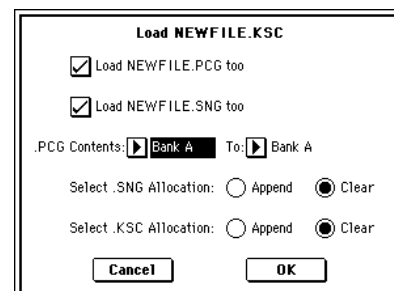 Load NEWFILE.KSC
Load NEWFILE.PCG too
Load NEWFILE.SNG too
.PCG Contents: Bank A To: Bank A
Select .SNG Allocation: Append Clear
Select .KSC Allocation: Append Clear
Cancel OK